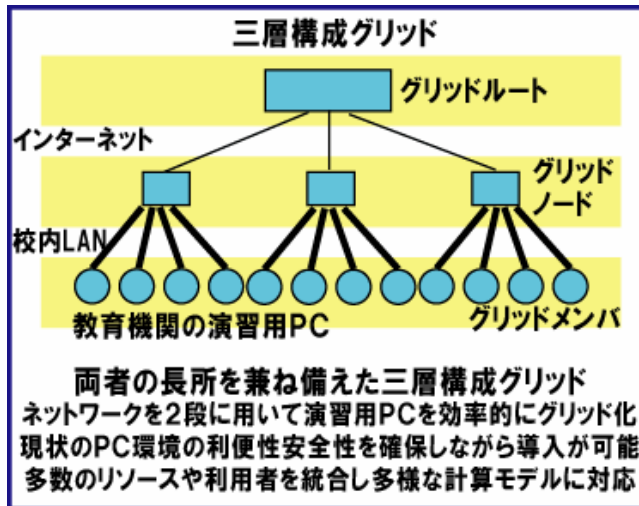 三層構成グリッド
グリッドルート
インターネット
グリッド
ノード
校内LAN
教育機関の演習用PC
グリッドメンバ
両者の長所を兼ね備えた三層構成グリッド
ネットワークを2段に用いて演習用PCを効率的にグリッド化
現状のPC環境の利便性安全性を確保しながら導入が可能
多数のリソースや利用者を統合し多様な計算モデルに対応